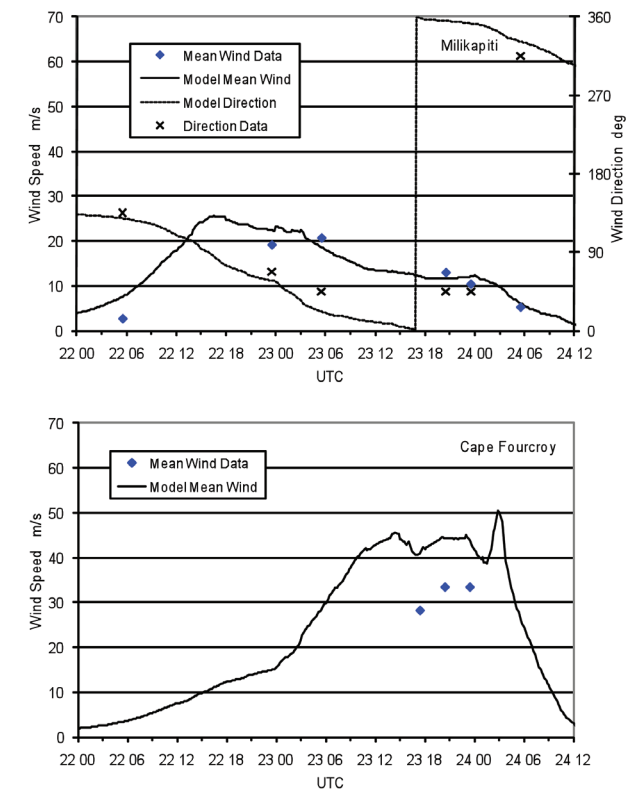 70
60
50
40
30
20
10
0
Wind Speed m/s
Mean Wind Data
Model Mean Wind
Model Direction
Direction Data
Milikapiti
360
270
180
90
0
Wind Direction deg
22 00 22 06 22 12 22 18 23 00 23 06 23 12 23 18 24 00 24 06 24 12
UTC
70
60
50
40
30
20
10
0
Wind Speed m/s
Mean Wind Data
Model Mean Wind
Cape Fourcroy
22 00 22 06 22 12 22 18 23 00 23 06 23 12 23 18 24 00 24 06 24 12
UTC